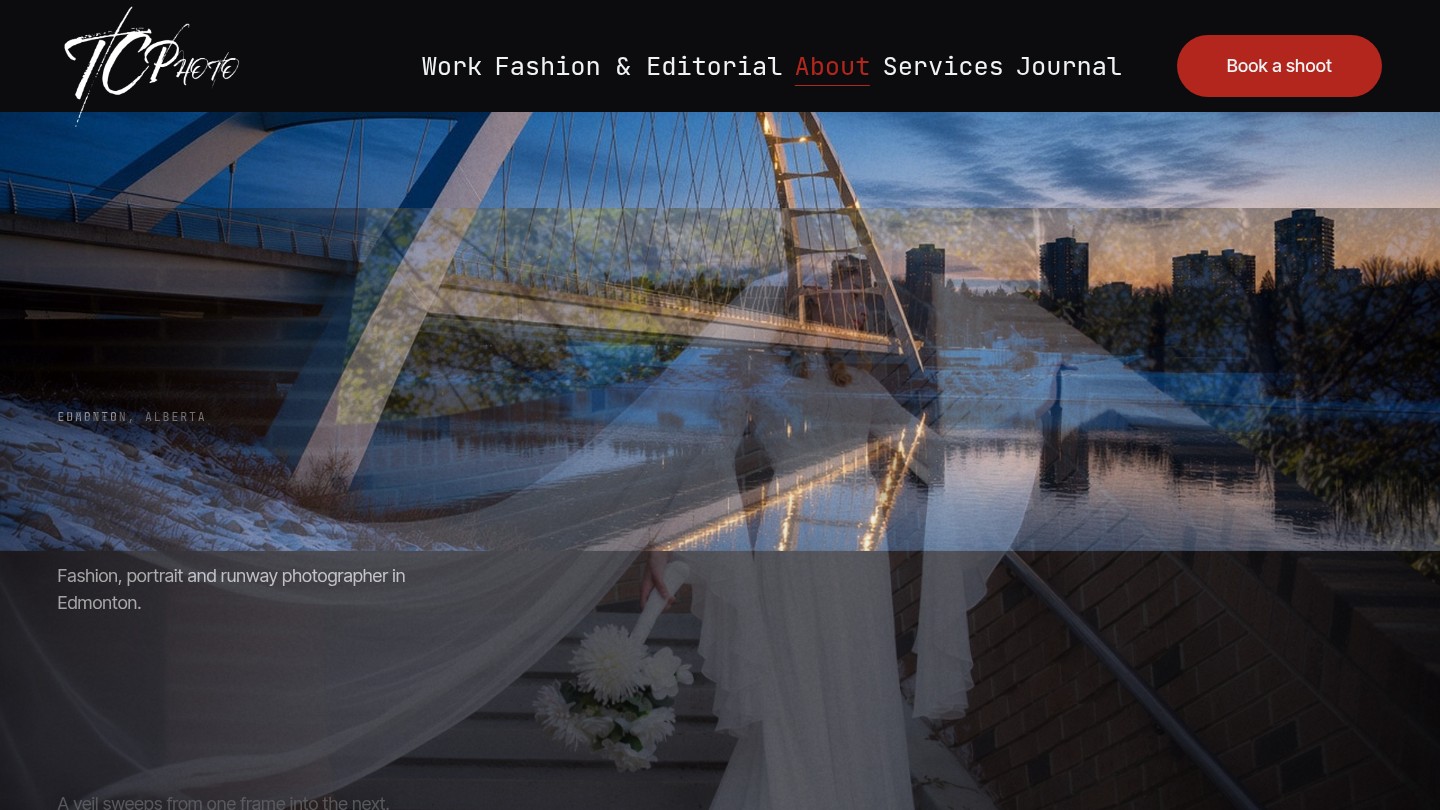 TCPHOTO
Work Fashion & Editorial About Services Journal
Book a shoot
EDMONTON, ALBERTA
Fashion, portrait and runway photographer in
Edmonton.
A veil sweeps from one frame into the next.